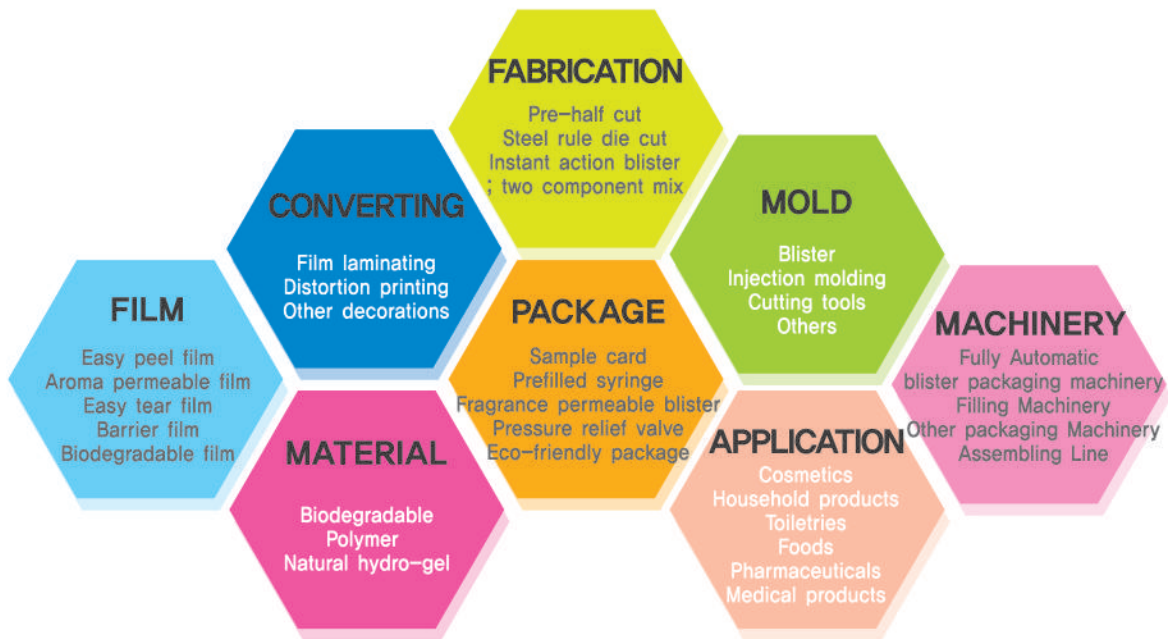 FABRICATION
Pre-half cut
Steel rule die cut
Instant action blister
; two component mix
CONVERTING
Film laminating
Distortion printing
Other decorations
MOLD
Blister
Injection molding
Cutting tools
Others
FILM
Easy peel film
Aroma permeable film
Easy tear film
Barrier film
Biodegradable film
PACKAGE
Sample card
Prefilled syringe
Fragrance permeable blister
Pressure relief valve
Eco-friendly package
MACHINERY
Fully Automatic
blister packaging machinery
Filling Machinery
Other packaging Machinery
Assembling Line
MATERIAL
Biodegradable
Polymer
Natural hydro-gel
APPLICATION
Cosmetics
Household products
Toiletries
Foods
Pharmaceuticals
Medical products